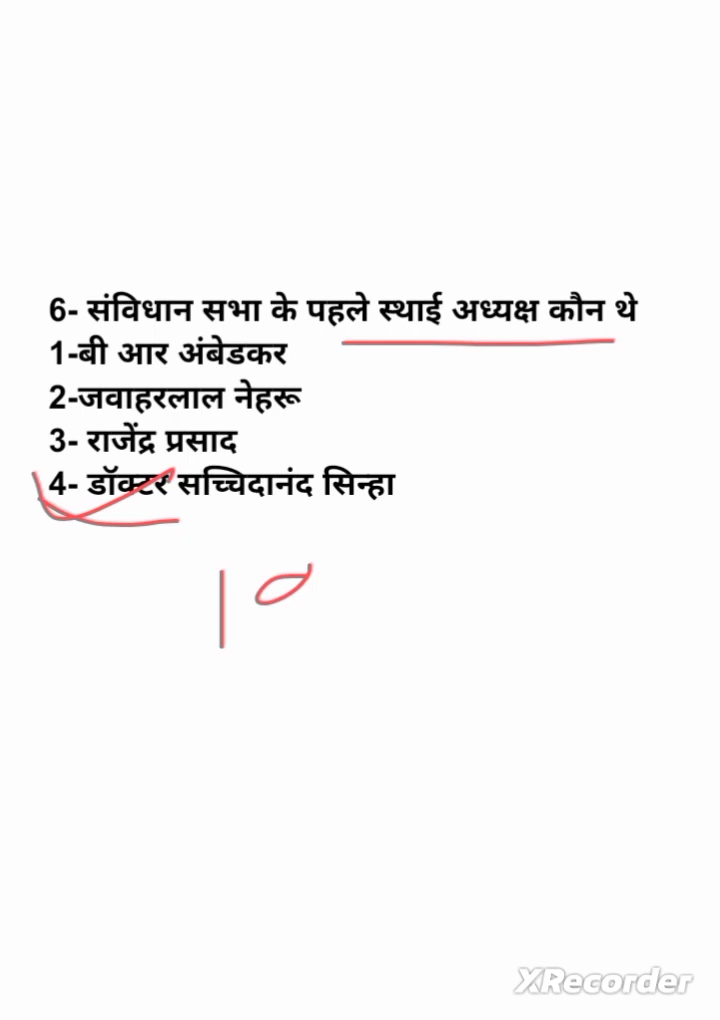 6- संविधान सभा के पहले स्थाई अध्यक्ष कौन थे
1-बी आर अंबेडकर
2-जवाहरलाल नेहरू
3- राजेंद्र प्रसाद
4- डॉक्टर सच्चिदानंद सिन्हा
XRecorder